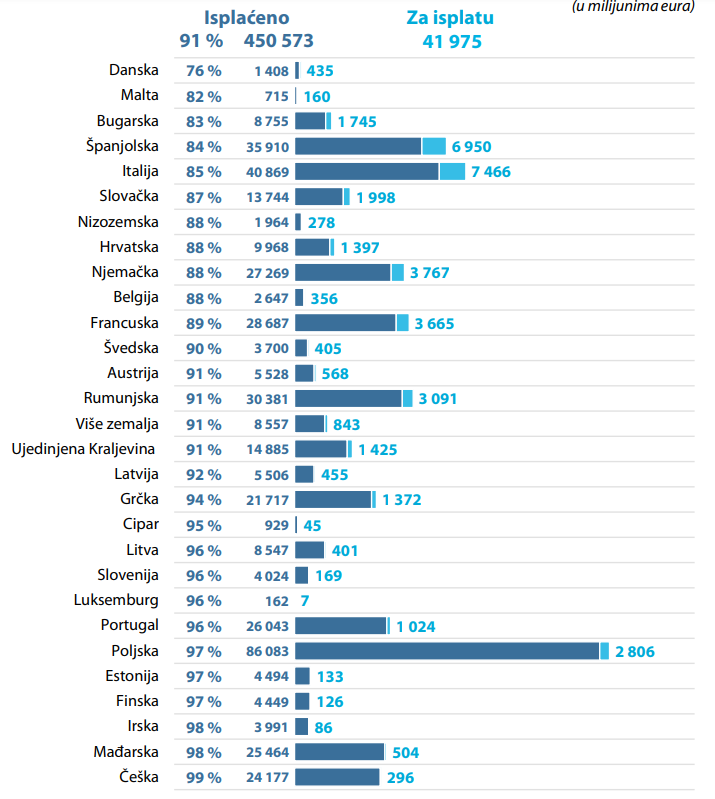 (u milijunima eura)
Isplaćeno Za isplatu
91 % 450 573 41 975
Danska 76 % 1 408 435
Malta 82 % 715 160
Bugarska 83 % 8 755 1 745
Španjolska 84 % 35 910 6 950
Italija 85 % 40 869 7 466
Slovačka 87 % 13 744 1 998
Nizozemska 88 % 1 964 278
Hrvatska 88 % 9 968 1 397
Njemačka 88 % 27 269 3 767
Belgija 88 % 2 647 356
Francuska 89 % 28 687 3 665
Švedska 90 % 3 700 405
Austrija 91 % 5 528 568
Rumunjska 91 % 30 381 3 091
Više zemalja 91 % 8 557 843
Ujedinjena Kraljevina 91 % 14 885 1 425
Latvija 92 % 5 506 455
Grčka 94 % 21 717 1 372
Cipar 95 % 929 45
Litva 96 % 8 547 401
Slovenija 96 % 4 024 169
Luksemburg 96 % 162 7
Portugal 96 % 26 043 1 024
Poljska 97 % 86 083 2 806
Estonija 97 % 4 494 133
Finska 97 % 4 449 126
Irska 98 % 3 991 86
Mađarska 98 % 25 464 504
Češka 99 % 24 177 296